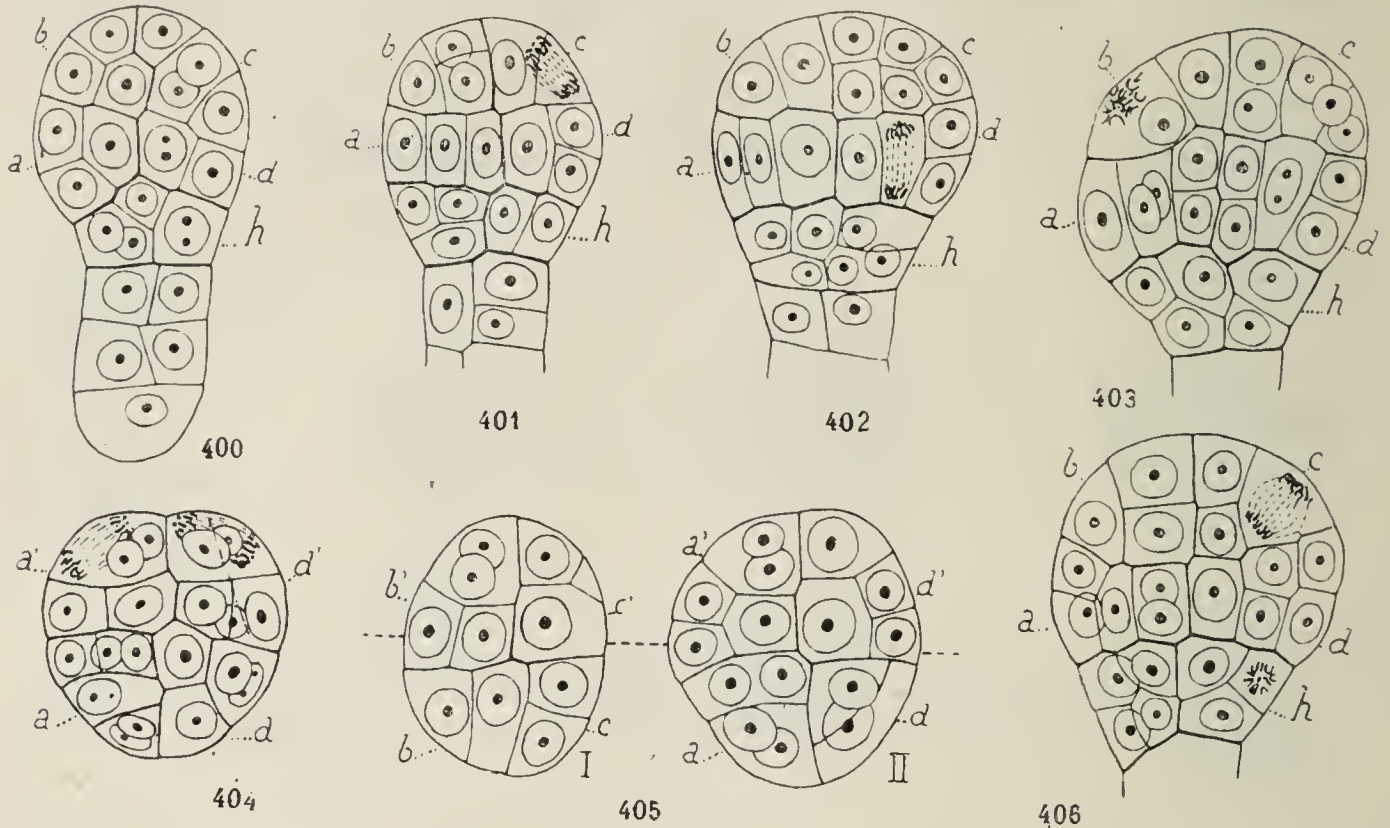 b c a d h
400
b c a d h
401
b c a d h
402
b c a d h
403
a' d' a d
404
b' c' b c I
a' d' a d II
405
b c a d h
406